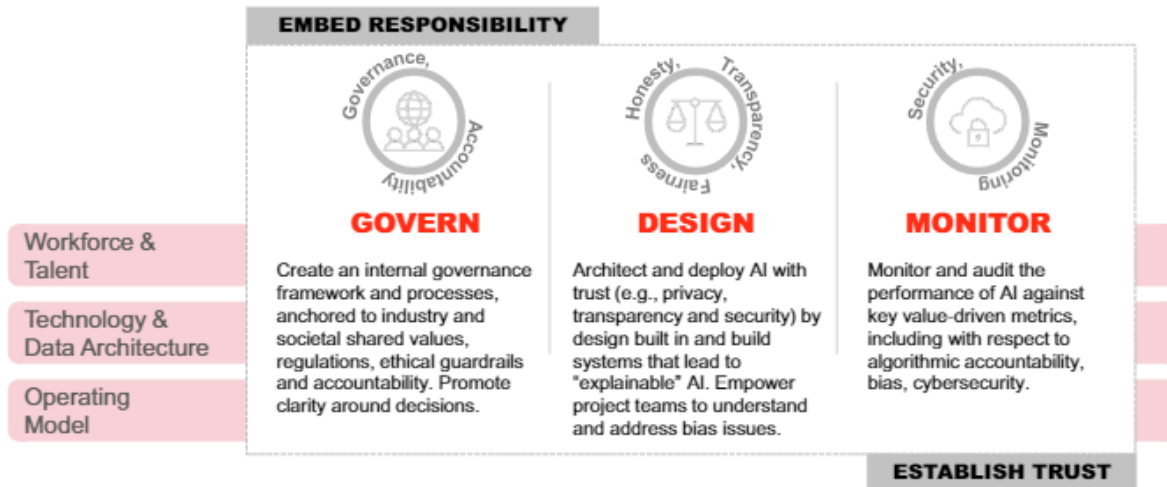 EMBED RESPONSIBILITY
Governance,
Accountability
Honesty,
Transparency,
Fairness
Security,
Monitoring
GOVERN
DESIGN
MONITOR
Workforce &
Talent
Technology &
Data Architecture
Operating
Model
Create an internal governance
framework and processes,
anchored to industry and
societal shared values,
regulations, ethical guardrails
and accountability. Promote
clarity around decisions.
Architect and deploy AI with
trust (e.g., privacy,
transparency and security) by
design built in and build
systems that lead to
“explainable” AI. Empower
project teams to understand
and address bias issues.
Monitor and audit the
performance of AI against
key value-driven metrics,
including with respect to
algorithmic accountability,
bias, cybersecurity.
ESTABLISH TRUST